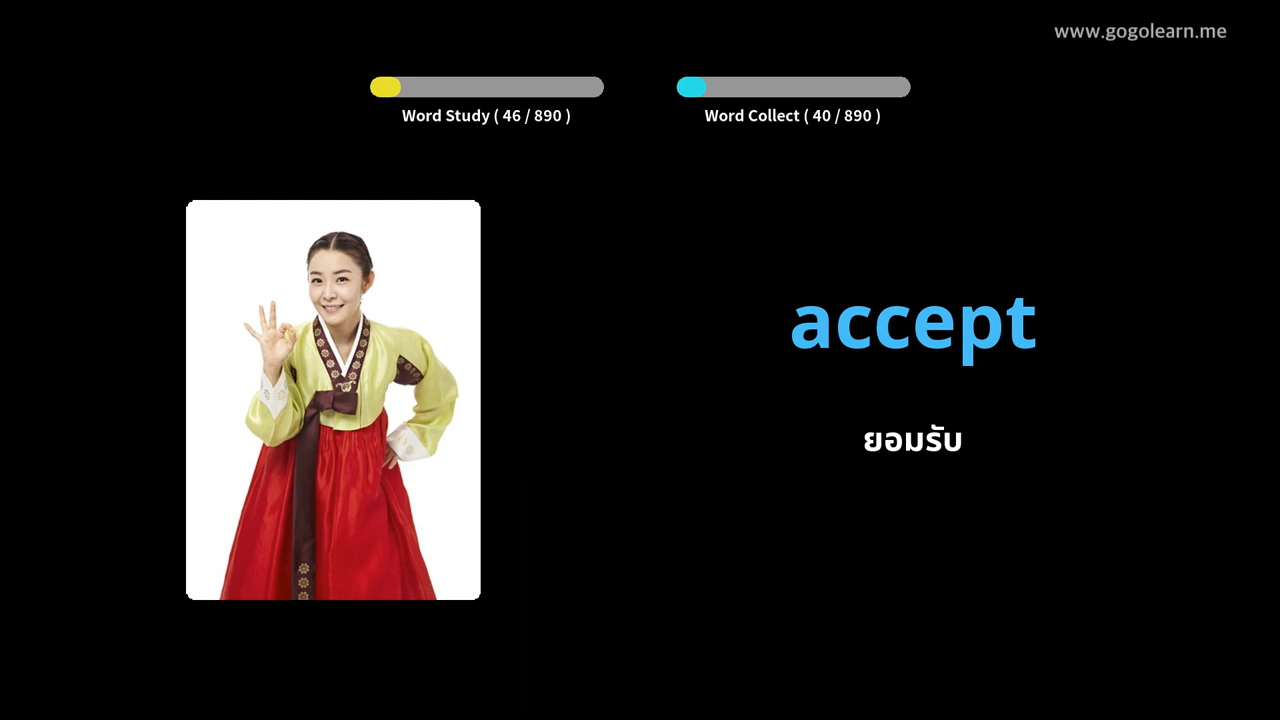 www.gogolearn.me
Word Study ( 46 / 890 )
Word Collect ( 40 / 890 )
accept
ยอมรับ